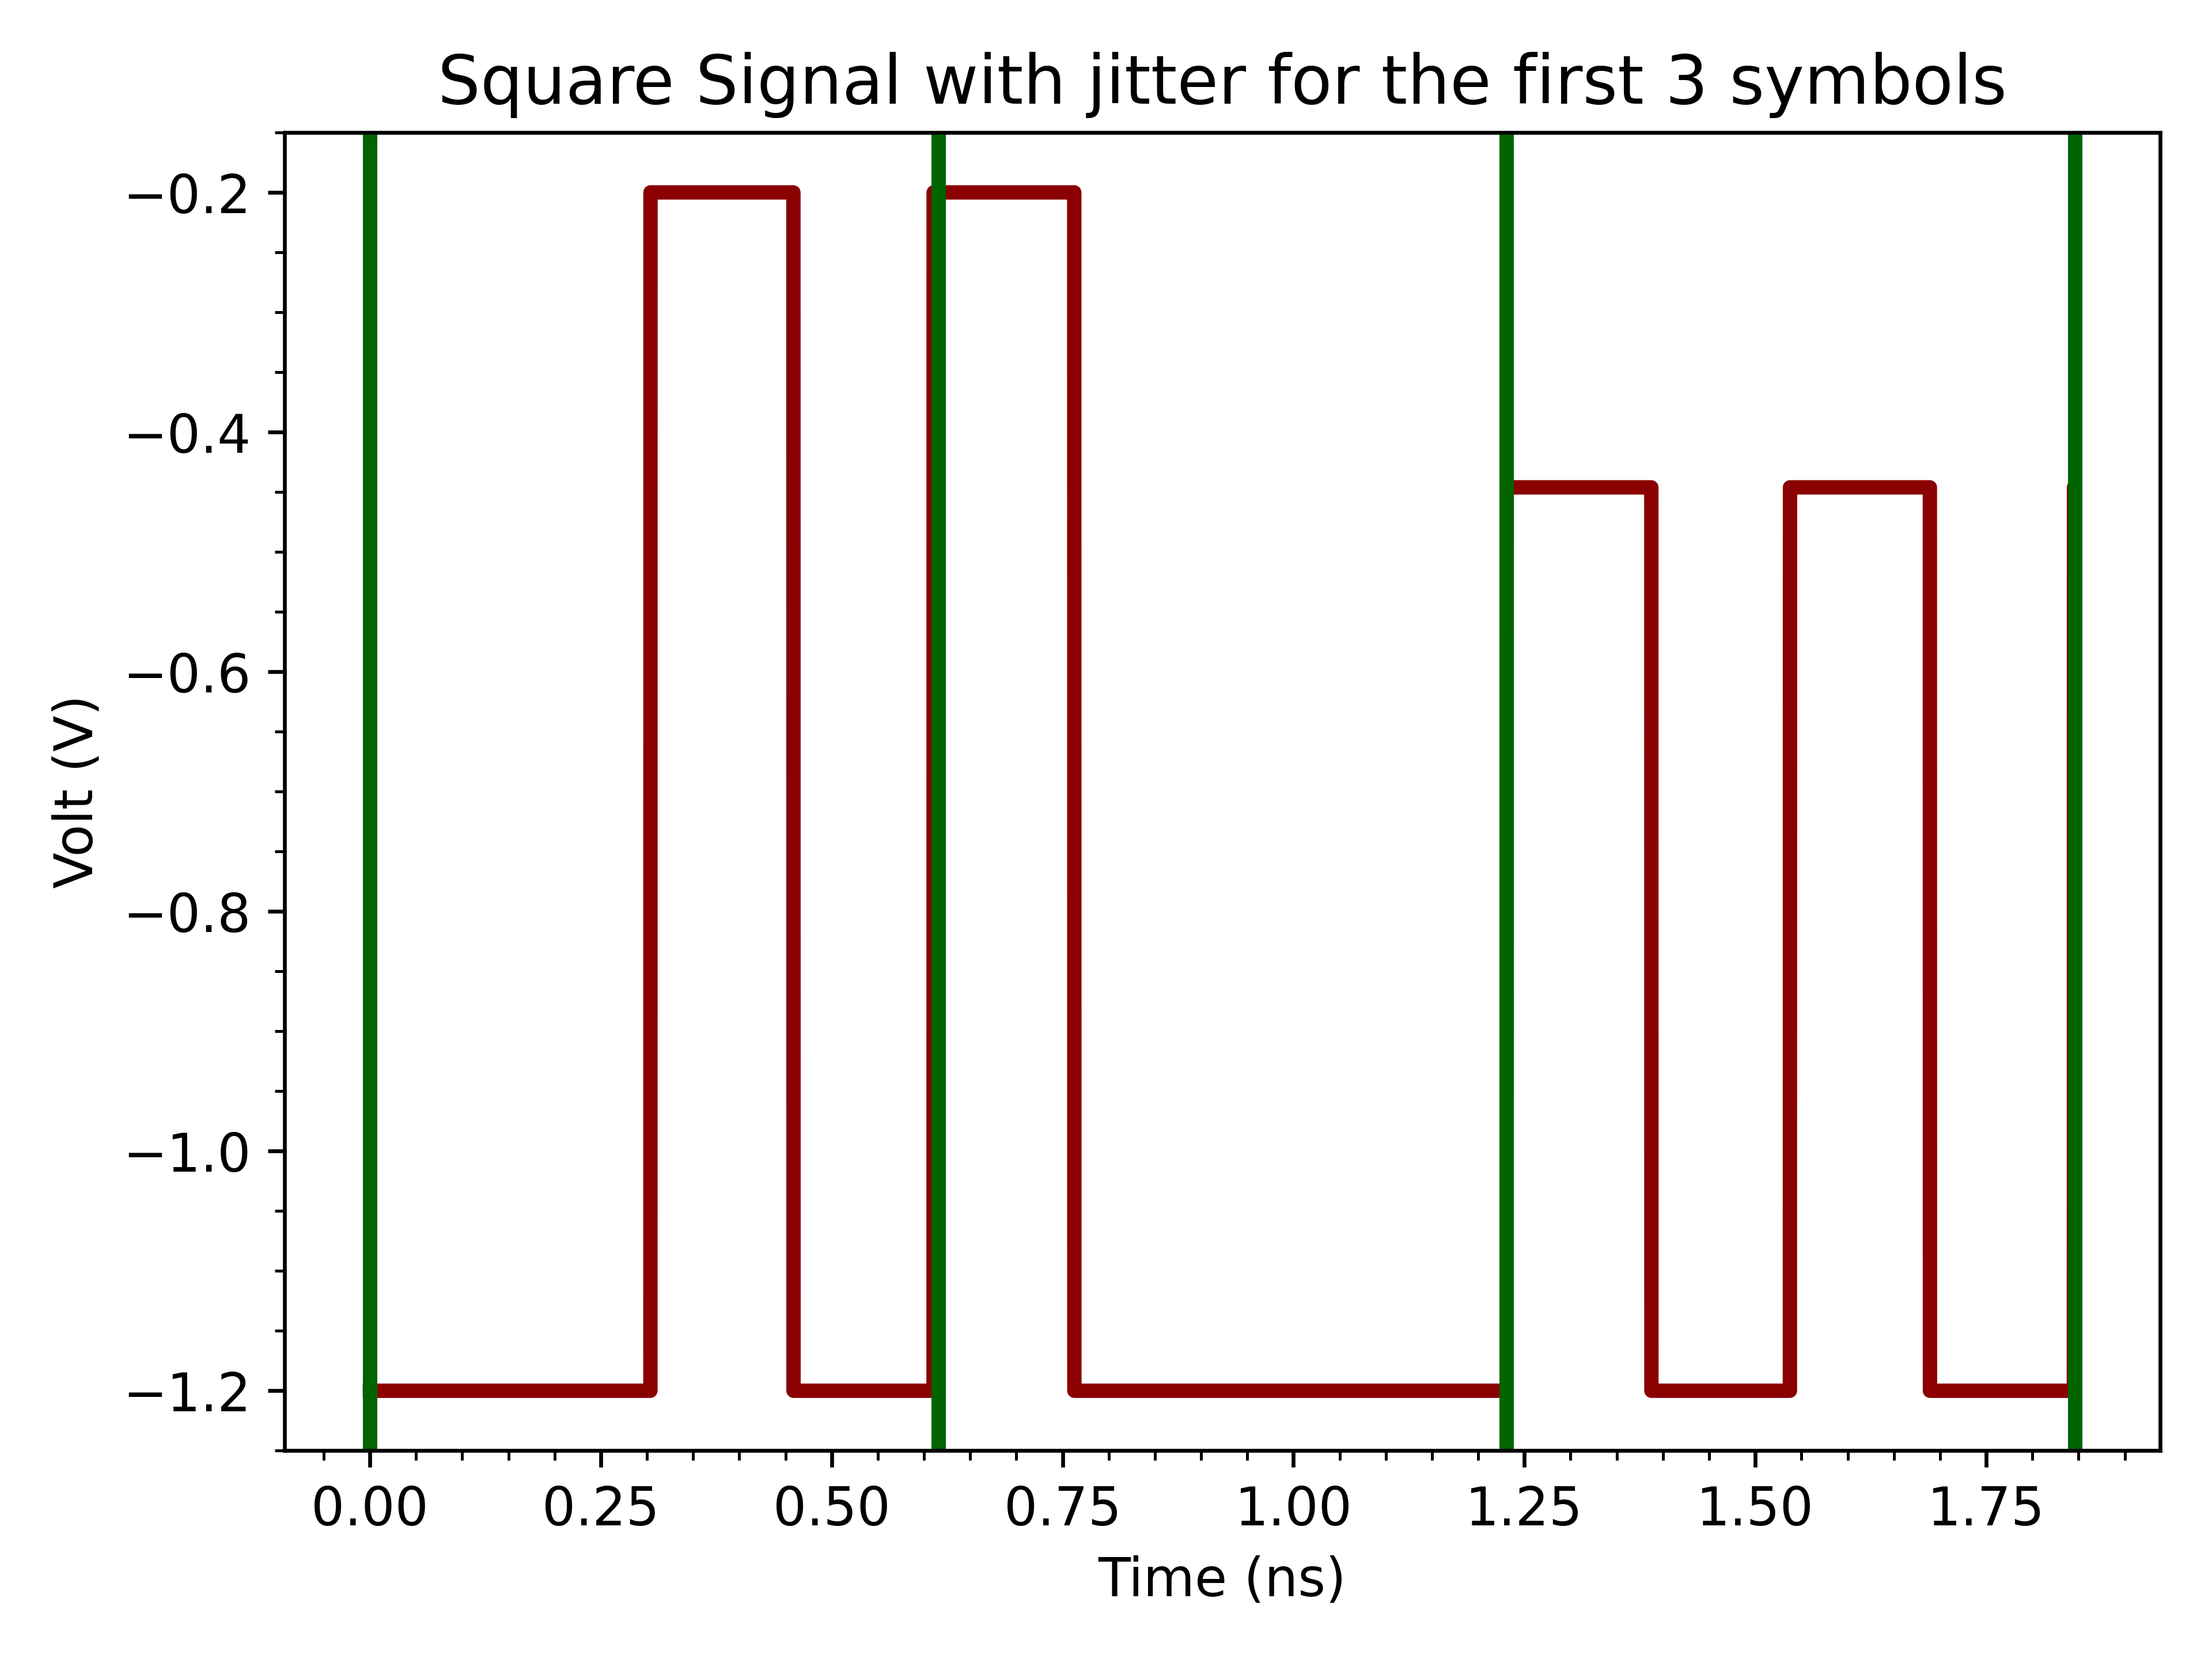 Square Signal with jitter for the first 3 symbols
−0.2
−0.4
−0.6
−0.8
−1.0
−1.2
Volt (V)
0.00 0.25 0.50 0.75 1.00 1.25 1.50 1.75
Time (ns)